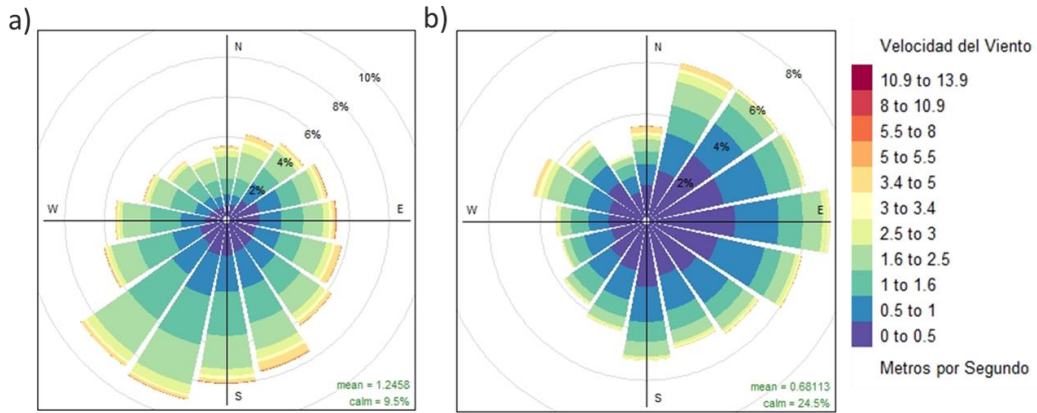 a)
N
10%
8%
6%
4%
2%
W
E
S
mean = 1.2458
calm = 9.5%
b)
N
8%
6%
4%
2%
W
E
S
mean = 0.68113
calm = 24.5%
Velocidad del Viento
10.9 to 13.9
8 to 10.9
5.5 to 8
5 to 5.5
3.4 to 5
3 to 3.4
2.5 to 3
1.6 to 2.5
1 to 1.6
0.5 to 1
0 to 0.5
Metros por Segundo